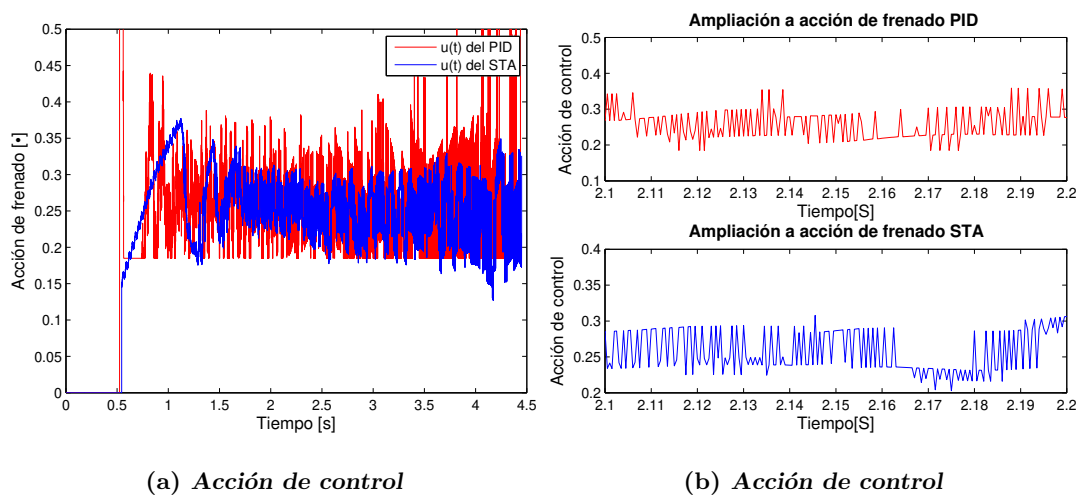 0.5
0.45
0.4
0.35
0.3
0.25
0.2
0.15
0.1
0.05
0
Acción de frenado [•]
u(t) del PID
u(t) del STA
0 0.5 1 1.5 2 2.5 3 3.5 4 4.5
Tiempo [s]
(a) Acción de control
Ampliación a acción de frenado PID
0.5
0.4
0.3
0.2
0.1
Acción de control
2.1 2.11 2.12 2.13 2.14 2.15 2.16 2.17 2.18 2.19 2.2
Tiempo[S]
Ampliación a acción de frenado STA
0.4
0.3
0.2
Acción de control
2.1 2.11 2.12 2.13 2.14 2.15 2.16 2.17 2.18 2.19 2.2
Tiempo[S]
(b) Acción de control